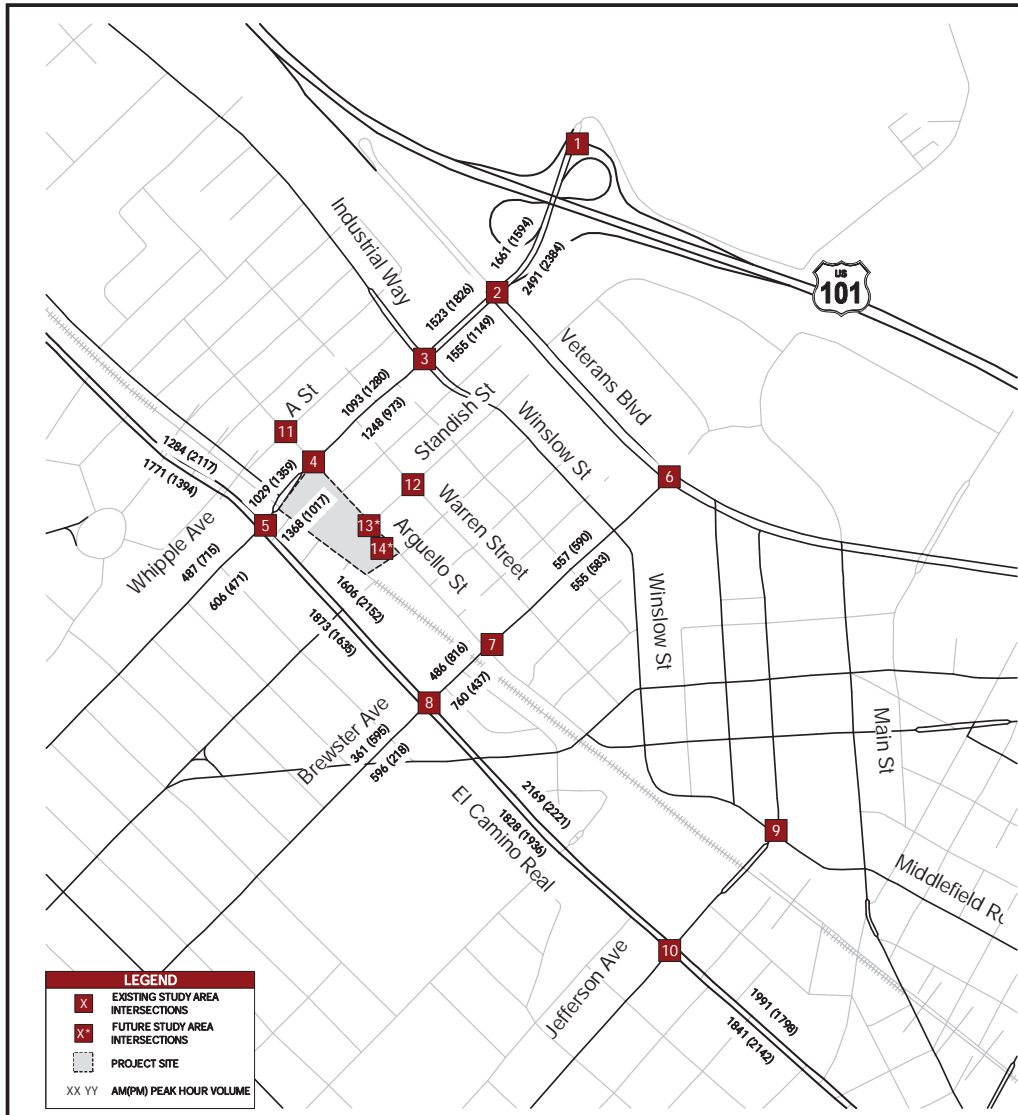 1
1661 (1594)
2491 (2384)
US
101
Industrial Way
2
1523 (1826)
1555 (1149)
Veterans Blvd
3
1093 (1280)
1248 (973)
A St
Standish St
Winslow St
11
4
1284 (2117)
1771 (1394)
1029 (1359)
1368 (1017)
12
6
Whipple Ave
5
13*
14*
Warren Street
Arguello St
487 (715)
606 (471)
557 (590)
555 (583)
1606 (2152)
1873 (1635)
Winslow St
7
486 (816)
760 (437)
8
Brewster Ave
361 (595)
596 (218)
Main St
El Camino Real
2169 (2221)
1828 (1936)
9
Middlefield R
10
Jefferson Ave
1991 (1798)
1841 (2142)
LEGEND
X EXISTING STUDY AREA
INTERSECTIONS
X* FUTURE STUDY AREA
INTERSECTIONS
PROJECT SITE
XX YY AM(PM) PEAK HOUR VOLUME